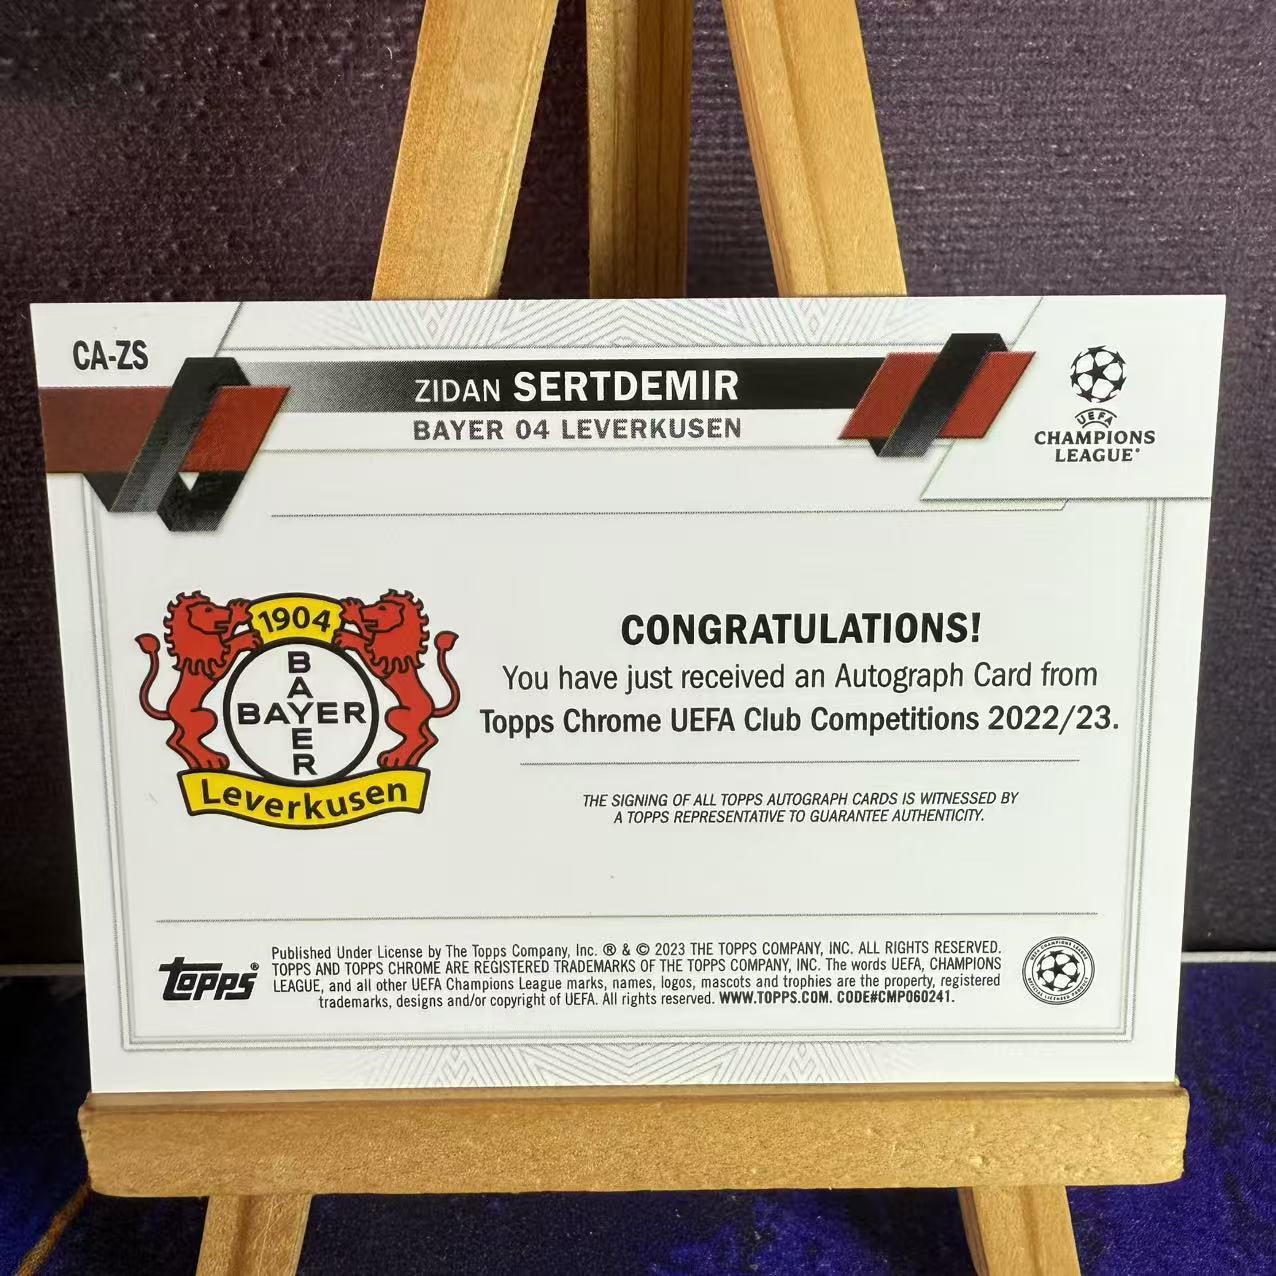 CA-ZS
ZIDAN SERTDEMIR
BAYER 04 LEVERKUSEN
UEFA
CHAMPIONS
LEAGUE®
1904
BAYER
BAYER
Leverkusen
CONGRATULATIONS!
You have just received an Autograph Card from
Topps Chrome UEFA Club Competitions 2022/23.
THE SIGNING OF ALL TOPPS AUTOGRAPH CARDS IS WITNESSED BY
A TOPPS REPRESENTATIVE TO GUARANTEE AUTHENTICITY.
topps®
Published Under License by The Topps Company, Inc. ® & © 2023 THE TOPPS COMPANY, INC. ALL RIGHTS RESERVED.
TOPPS AND TOPPS CHROME ARE REGISTERED TRADEMARKS OF THE TOPPS COMPANY, INC. The words UEFA, CHAMPIONS
LEAGUE, and all other UEFA Champions League marks, names, logos, mascots and trophies are the property, registered
trademarks, designs and/or copyright of UEFA. All rights reserved. WWW.TOPPS.COM. CODE#CMP060241.